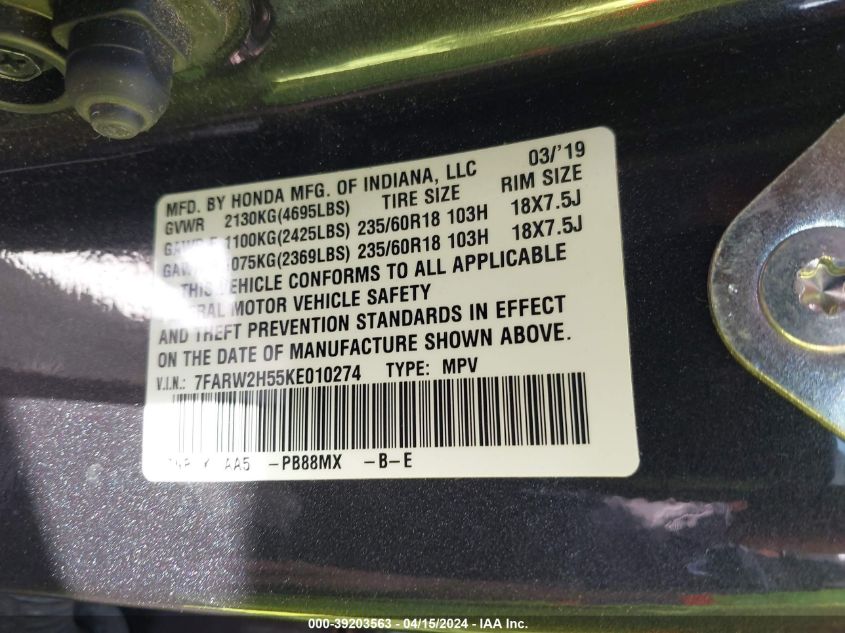 MFD. BY HONDA MFG. OF INDIANA, LLC 03/'19
GVWR 2130KG(4695LBS) TIRE SIZE RIM SIZE
1100KG(2425LBS) 235/60R18 103H 18X7.5J
075KG(2369LBS) 235/60R18 103H 18X7.5J
THIS VEHICLE CONFORMS TO ALL APPLICABLE
MOTOR VEHICLE SAFETY
AND THEFT PREVENTION STANDARDS IN EFFECT
ON THE DATE OF MANUFACTURE SHOWN ABOVE.
V.I.N.: 7FARW2H55KE010274 TYPE: MPV
AA5 -PB88MX -B-E
000-39203563 - 04/15/2024 - IAA Inc.